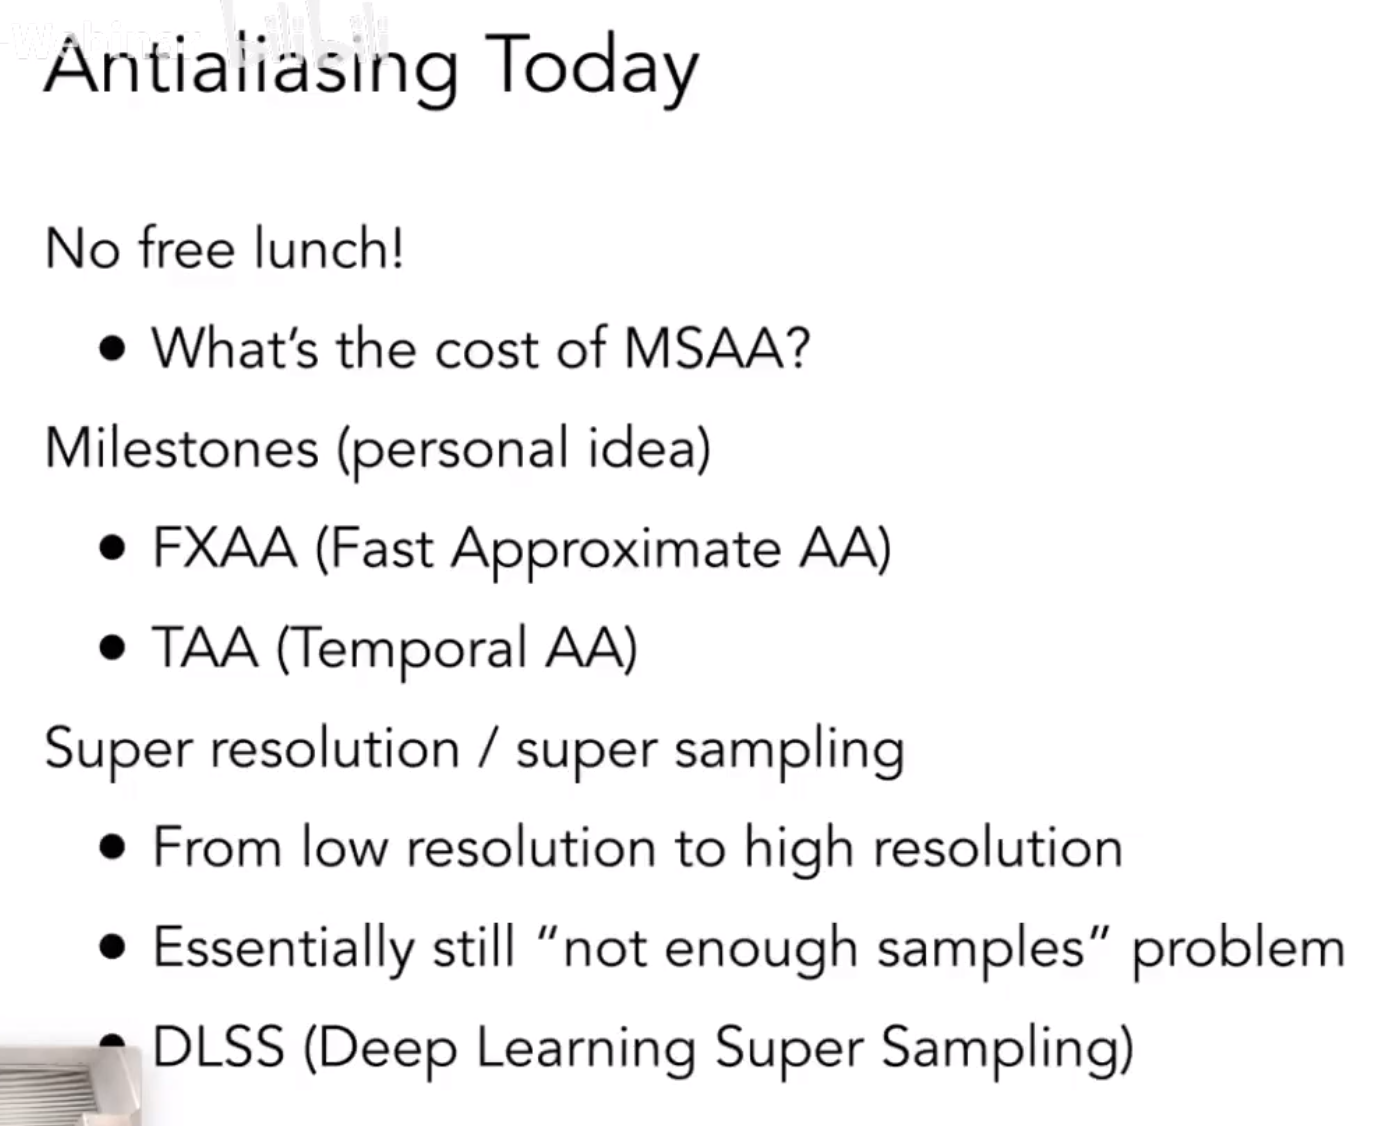 Webinar bilibili
Antialiasing Today
No free lunch!
• What’s the cost of MSAA?
Milestones (personal idea)
• FXAA (Fast Approximate AA)
• TAA (Temporal AA)
Super resolution / super sampling
• From low resolution to high resolution
• Essentially still “not enough samples” problem
• DLSS (Deep Learning Super Sampling)